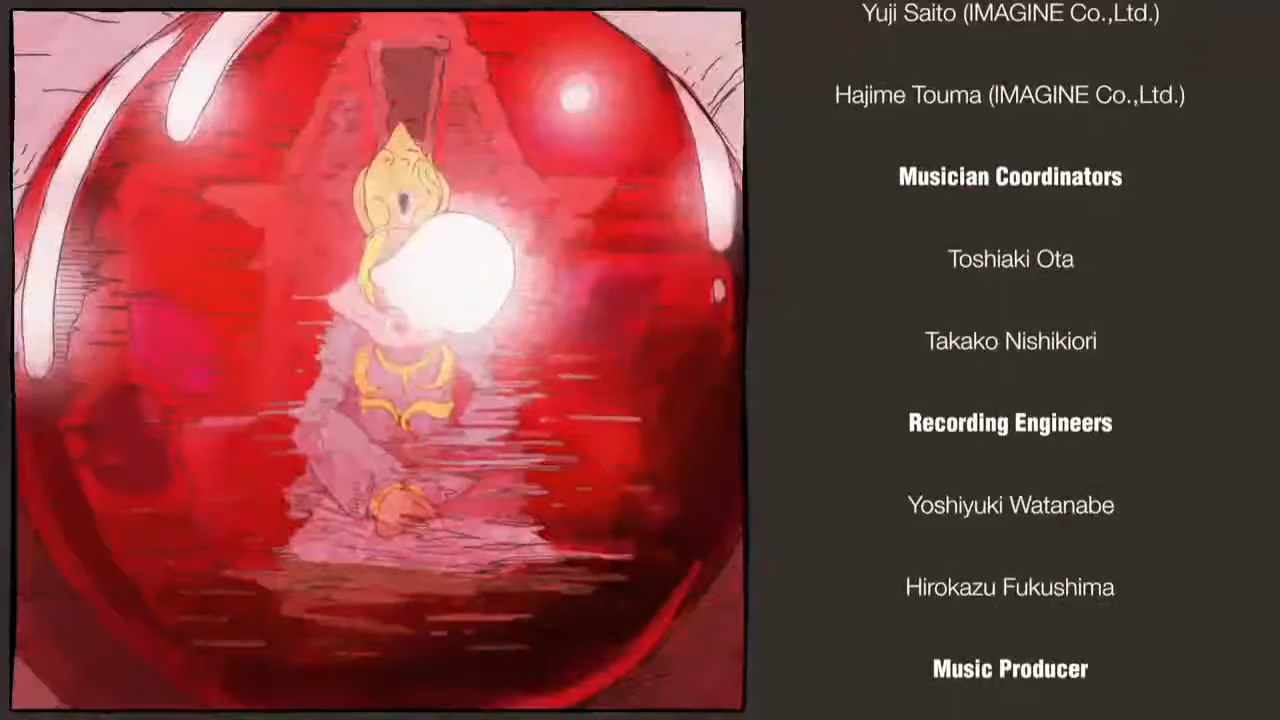 Yuji Saito (IMAGINE Co.,Ltd.)
Hajime Touma (IMAGINE Co.,Ltd.)
Musician Coordinators
Toshiaki Ota
Takako Nishikiori
Recording Engineers
Yoshiyuki Watanabe
Hirokazu Fukushima
Music Producer